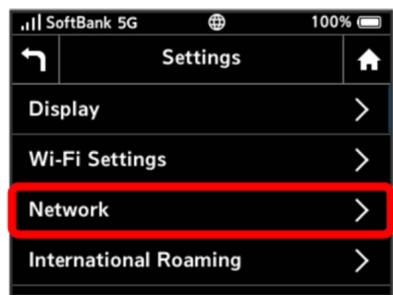 SoftBank 5G 100%
Settings
Display
Wi-Fi Settings
Network
International Roaming